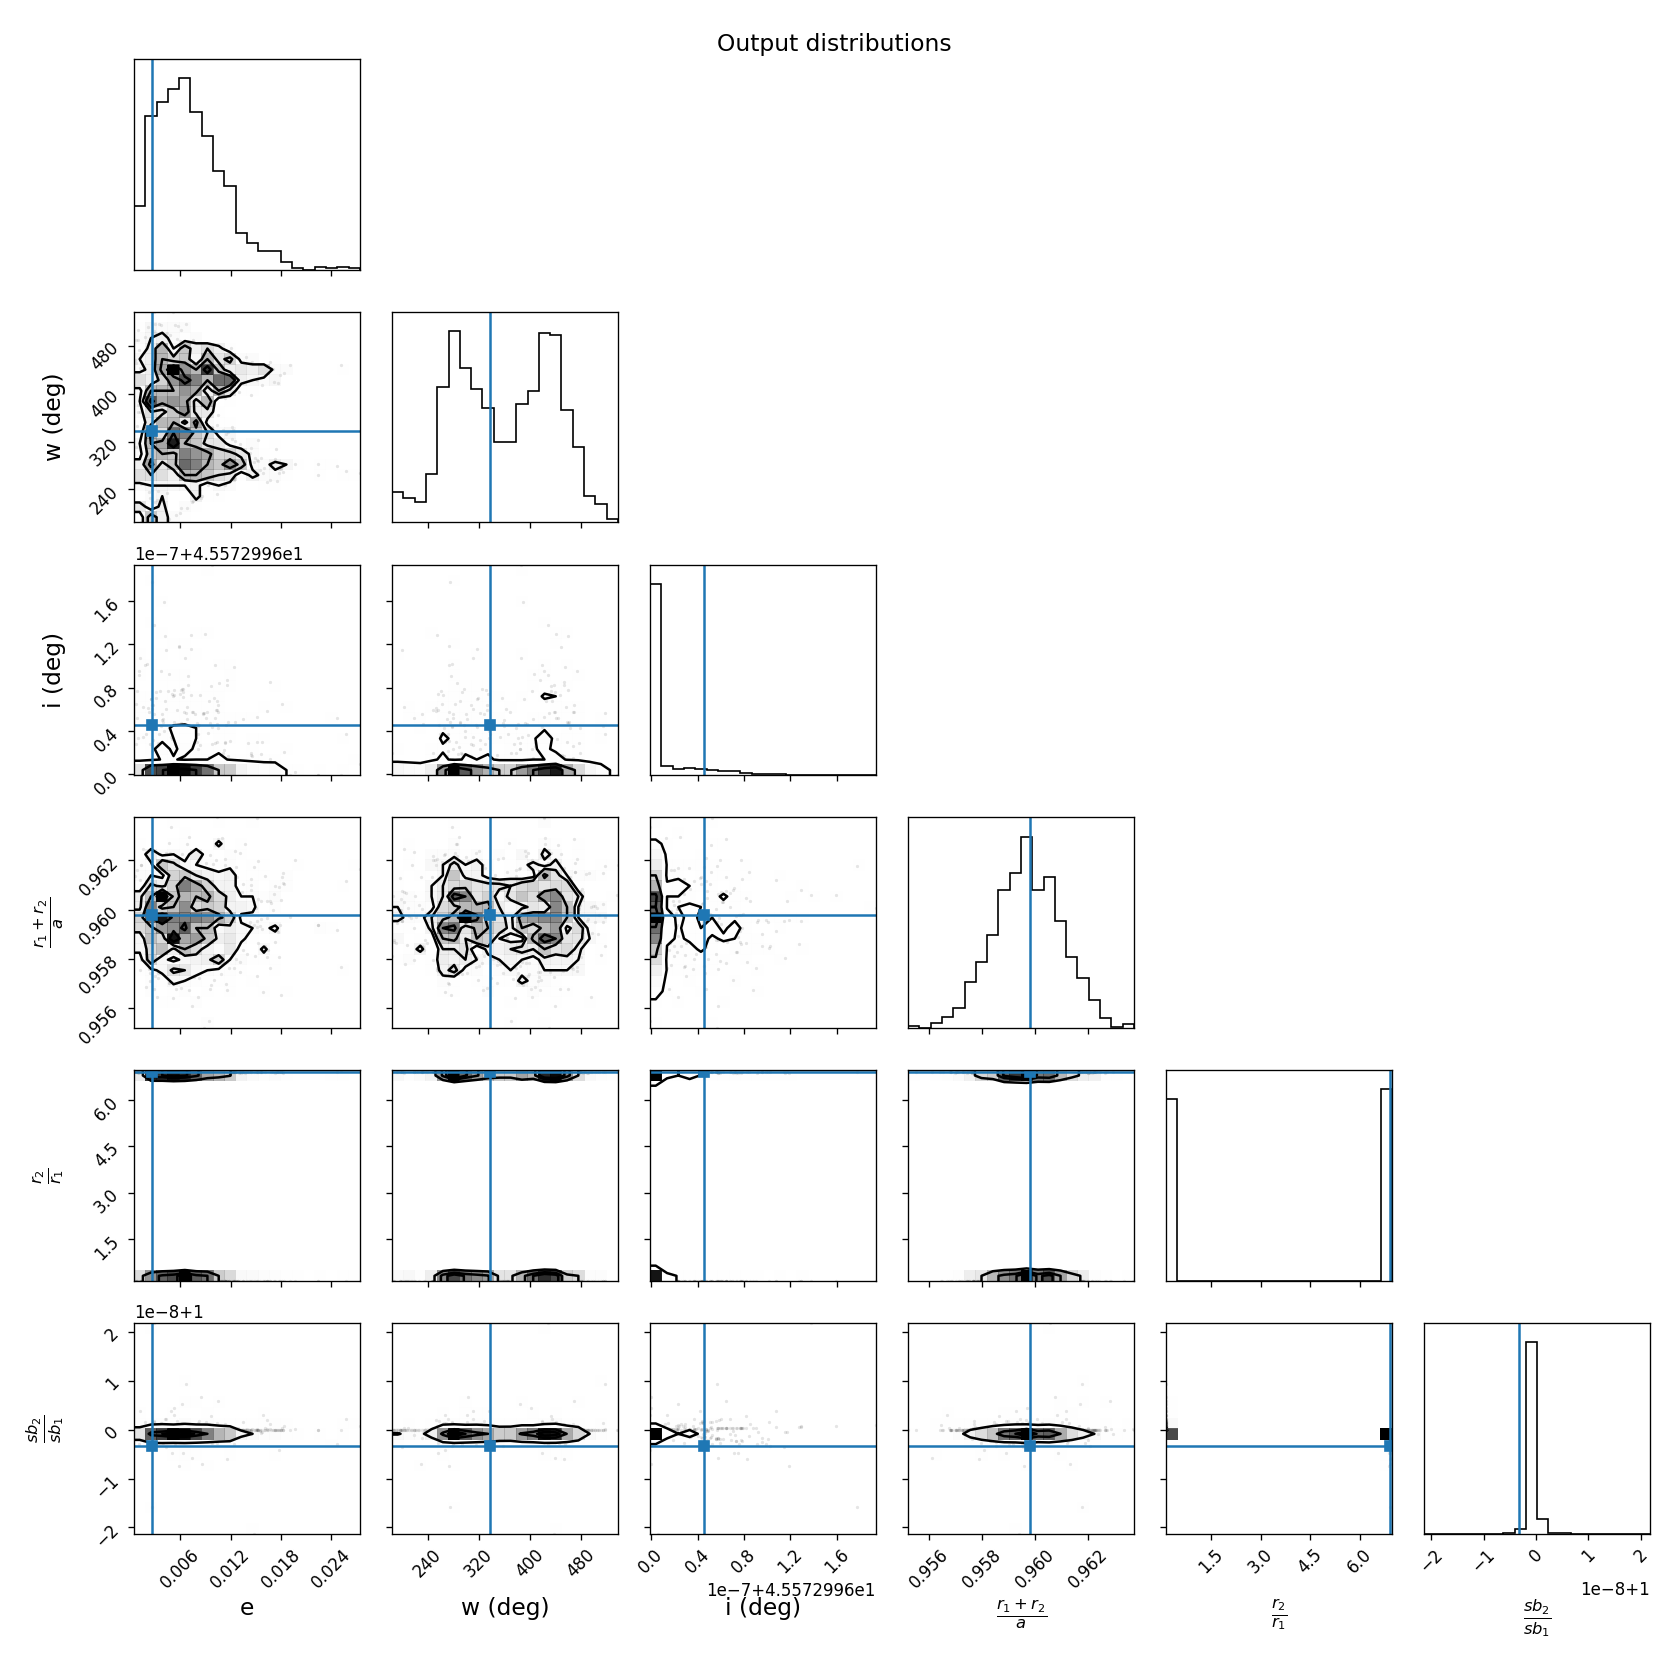 Output distributions
w (deg)
480
400
320
240
1e−7+4.5572996e1
i (deg)
1.6
1.2
0.8
0.4
0.0
r₁ + r₂
a
0.962
0.960
0.958
0.956
r₂
r₁
6.0
4.5
3.0
1.5
1e−8+1
sb₂
sb₁
2
1
0
−1
−2
0.006 0.012 0.018 0.024
e
240 320 400 480
w (deg)
0.0 0.4 0.8 1.2 1.6
1e−7+4.5572996e1
i (deg)
0.956 0.958 0.960 0.962
r₁ + r₂
a
1.5 3.0 4.5 6.0
r₂
r₁
−2 −1 0 1 2
1e−8+1
sb₂
sb₁